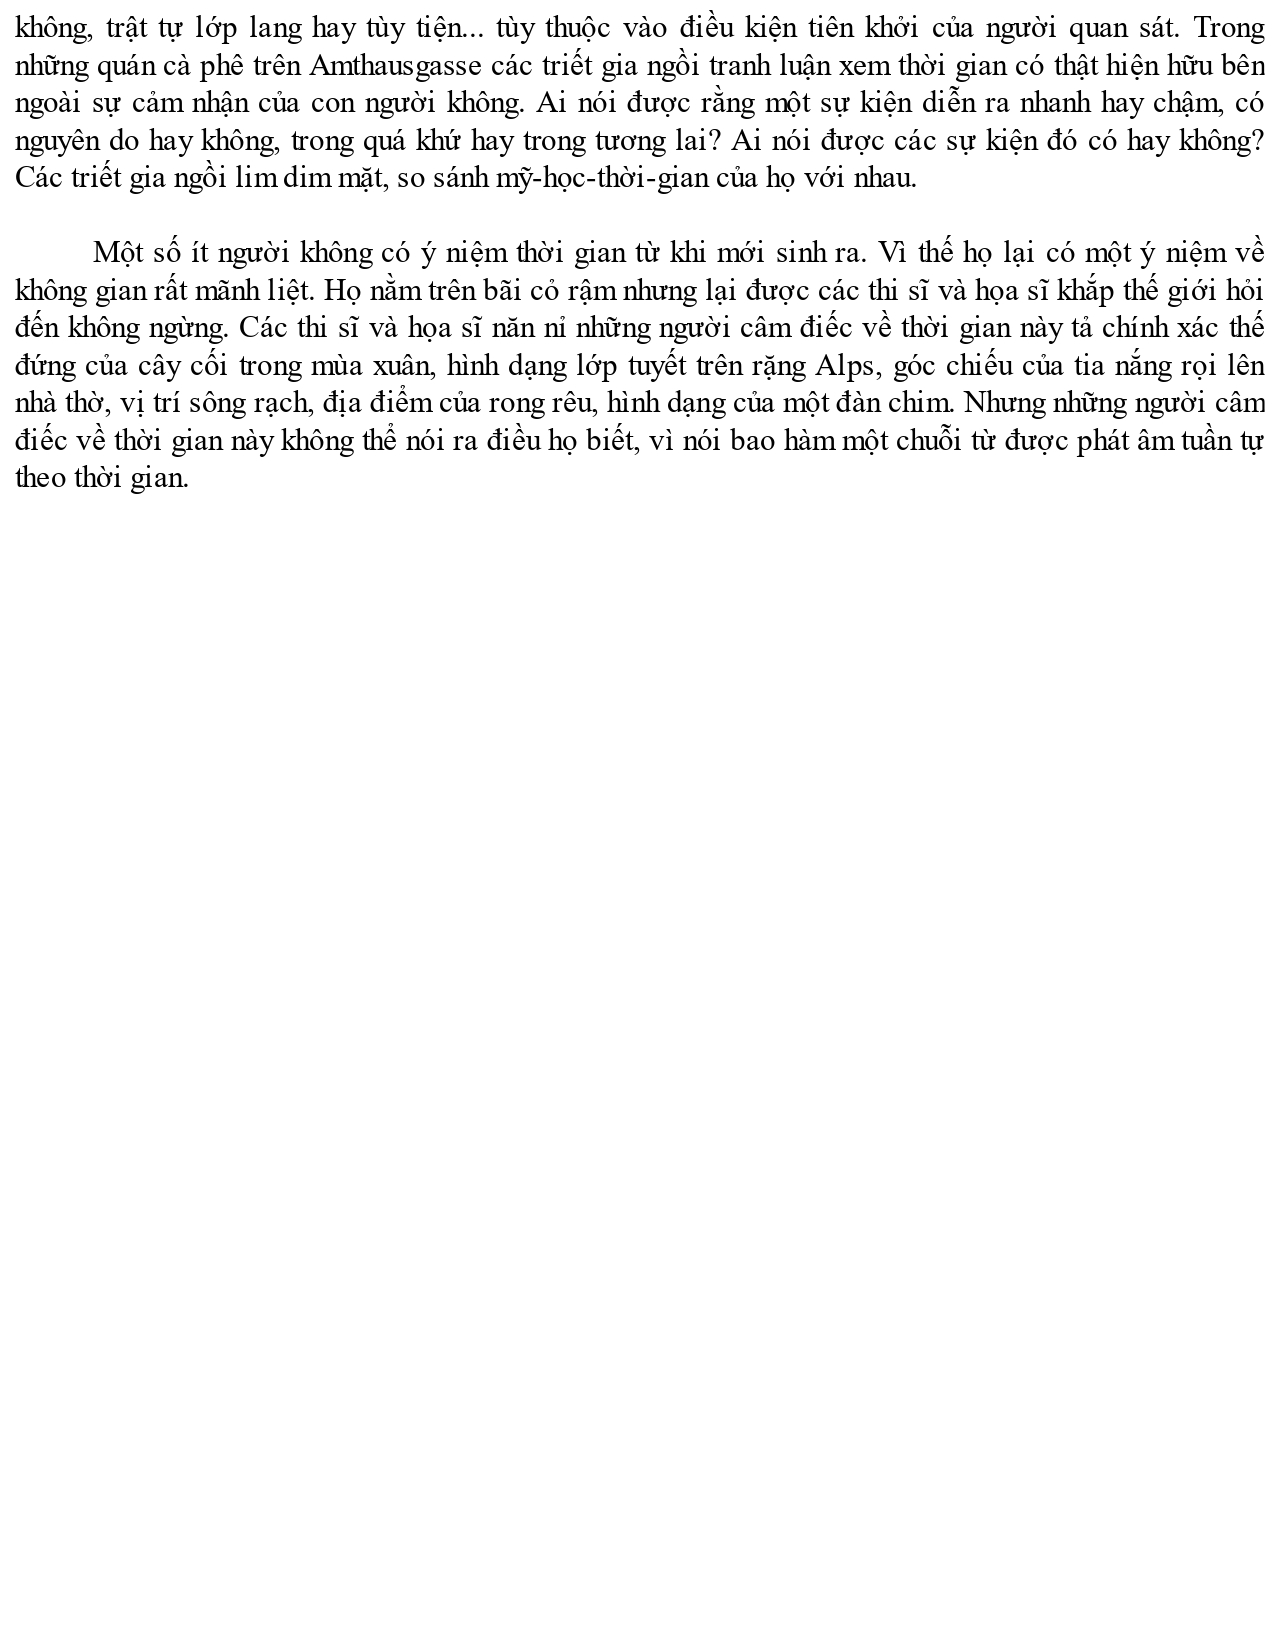 không, trật tự lớp lang hay tùy tiện... tùy thuộc vào điều kiện tiên khởi của người quan sát. Trong
những quán cà phê trên Amthausgasse các triết gia ngồi tranh luận xem thời gian có thật hiện hữu bên
ngoài sự cảm nhận của con người không. Ai nói được rằng một sự kiện diễn ra nhanh hay chậm, có
nguyên do hay không, trong quá khứ hay trong tương lai? Ai nói được các sự kiện đó có hay không?
Các triết gia ngồi lim dim mặt, so sánh mỹ-học-thời-gian của họ với nhau.
Một số ít người không có ý niệm thời gian từ khi mới sinh ra. Vì thế họ lại có một ý niệm về
không gian rất mãnh liệt. Họ nằm trên bãi cỏ rậm nhưng lại được các thi sĩ và họa sĩ khắp thế giới hỏi
đến không ngừng. Các thi sĩ và họa sĩ năn nỉ những người câm điếc về thời gian này tả chính xác thế
đứng của cây cối trong mùa xuân, hình dạng lớp tuyết trên rặng Alps, góc chiếu của tia nắng rọi lên
nhà thờ, vị trí sông rạch, địa điểm của rong rêu, hình dạng của một đàn chim. Nhưng những người câm
điếc về thời gian này không thể nói ra điều họ biết, vì nói bao hàm một chuỗi từ được phát âm tuần tự
theo thời gian.